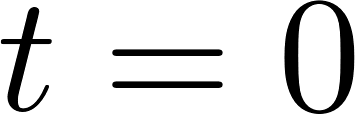 t = 0